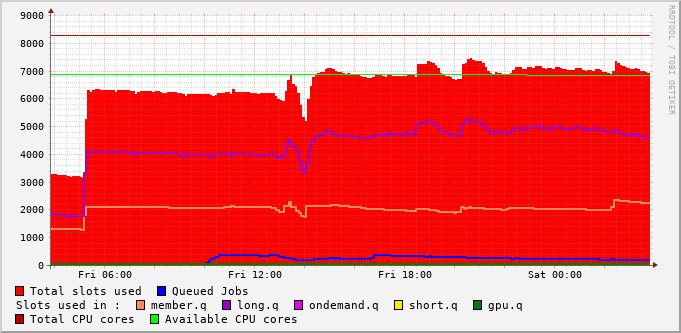 9000
8000
7000
6000
5000
4000
3000
2000
1000
0
Fri 06:00 Fri 12:00 Fri 18:00 Sat 00:00
RRDTOOL / TOBI OETIKER
Total slots used Queued Jobs
Slots used in : member.q long.q ondemand.q short.q gpu.q
Total CPU cores Available CPU cores